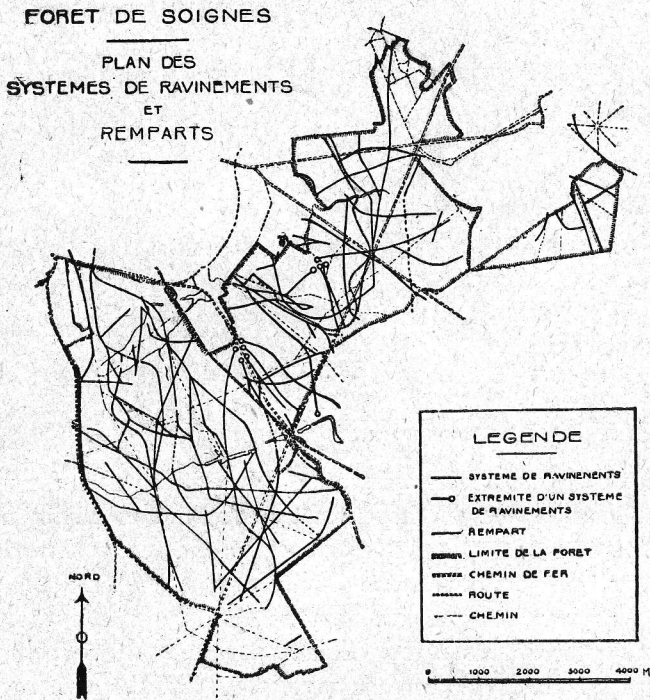 FORET DE SOIGNES
PLAN DES
SYSTEMES DE RAVINEMENTS
ET
REMPARTS
NORD
LEGENDE
SYSTEME DE RAVINENENTS
EXTREMITE D'UN SYSTEME
DE RAVINEMENTS
REMPART
LIMITE DE LA FORET
CHEMIN DE FER
ROUTE
CHEMIN
0 1000 2000 3000 4000 M